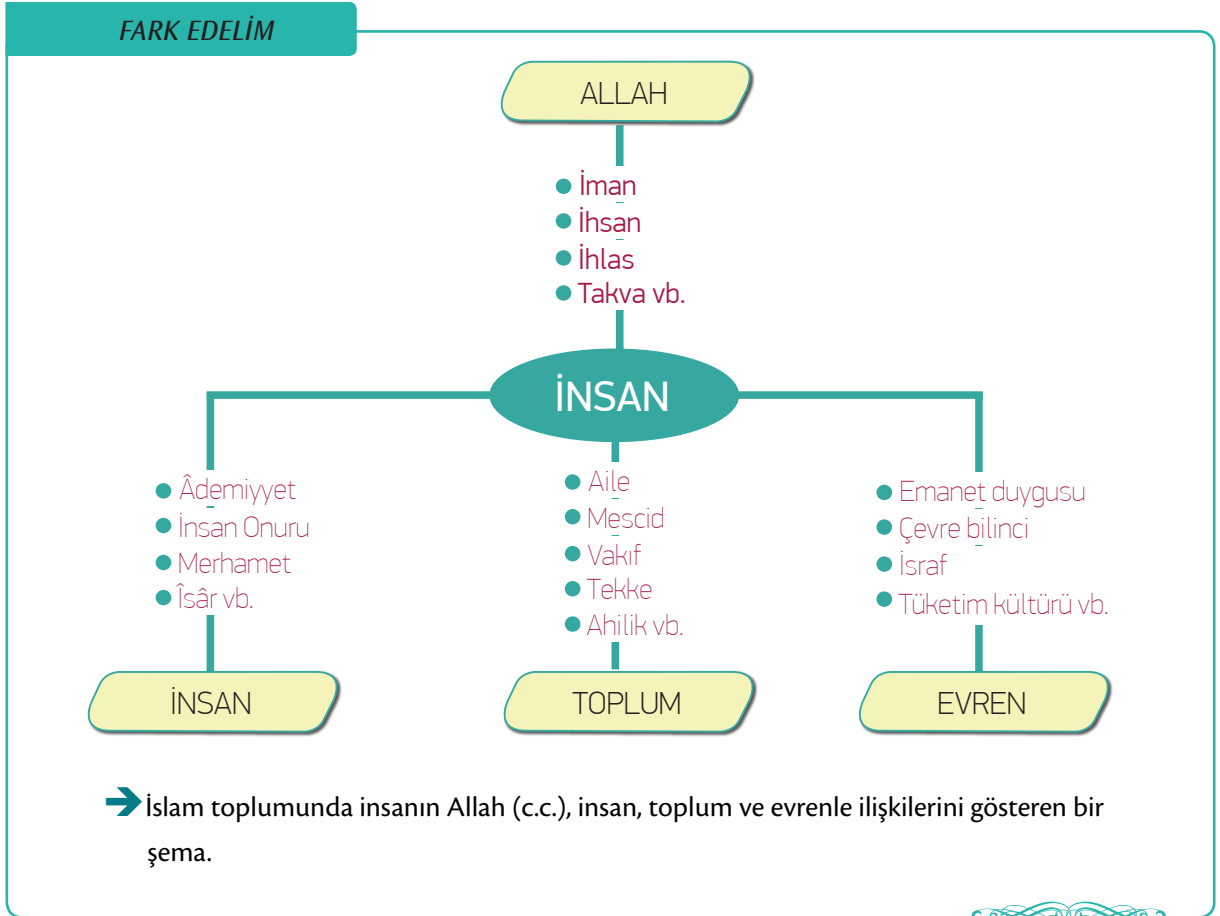 FARK EDELİM
ALLAH
● İman
● İhsan
● İhlas
● Takva vb.
İNSAN
● Âdemiyyet
● İnsan Onuru
● Merhamet
● Îsâr vb.
İNSAN
● Aile
● Mescid
● Vakıf
● Tekke
● Ahilik vb.
TOPLUM
● Emanet duygusu
● Çevre bilinci
● İsraf
● Tüketim kültürü vb.
EVREN
➔ İslam toplumunda insanın Allah (c.c.), insan, toplum ve evrenle ilişkilerini gösteren bir
şema.